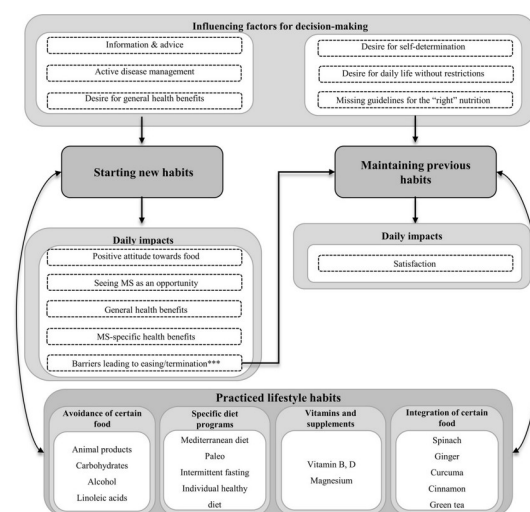 Influencing factors for decision-making
Information & advice
Active disease management
Desire for general health benefits
Desire for self-determination
Desire for daily life without restrictions
Missing guidelines for the “right” nutrition
Starting new habits
Maintaining previous
habits
Daily impacts
Positive attitude towards food
Seeing MS as an opportunity
General health benefits
MS-specific health benefits
Barriers leading to easing/termination***
Daily impacts
Satisfaction
Practiced lifestyle habits
Avoidance of certain
food
Animal products
Carbohydrates
Alcohol
Linoleic acids
Specific diet
programs
Mediterranean diet
Paleo
Intermittent fasting
Individual healthy
diet
Vitamins and
supplements
Vitamin B, D
Magnesium
Integration of certain
food
Spinach
Ginger
Curcuma
Cinnamon
Green tea